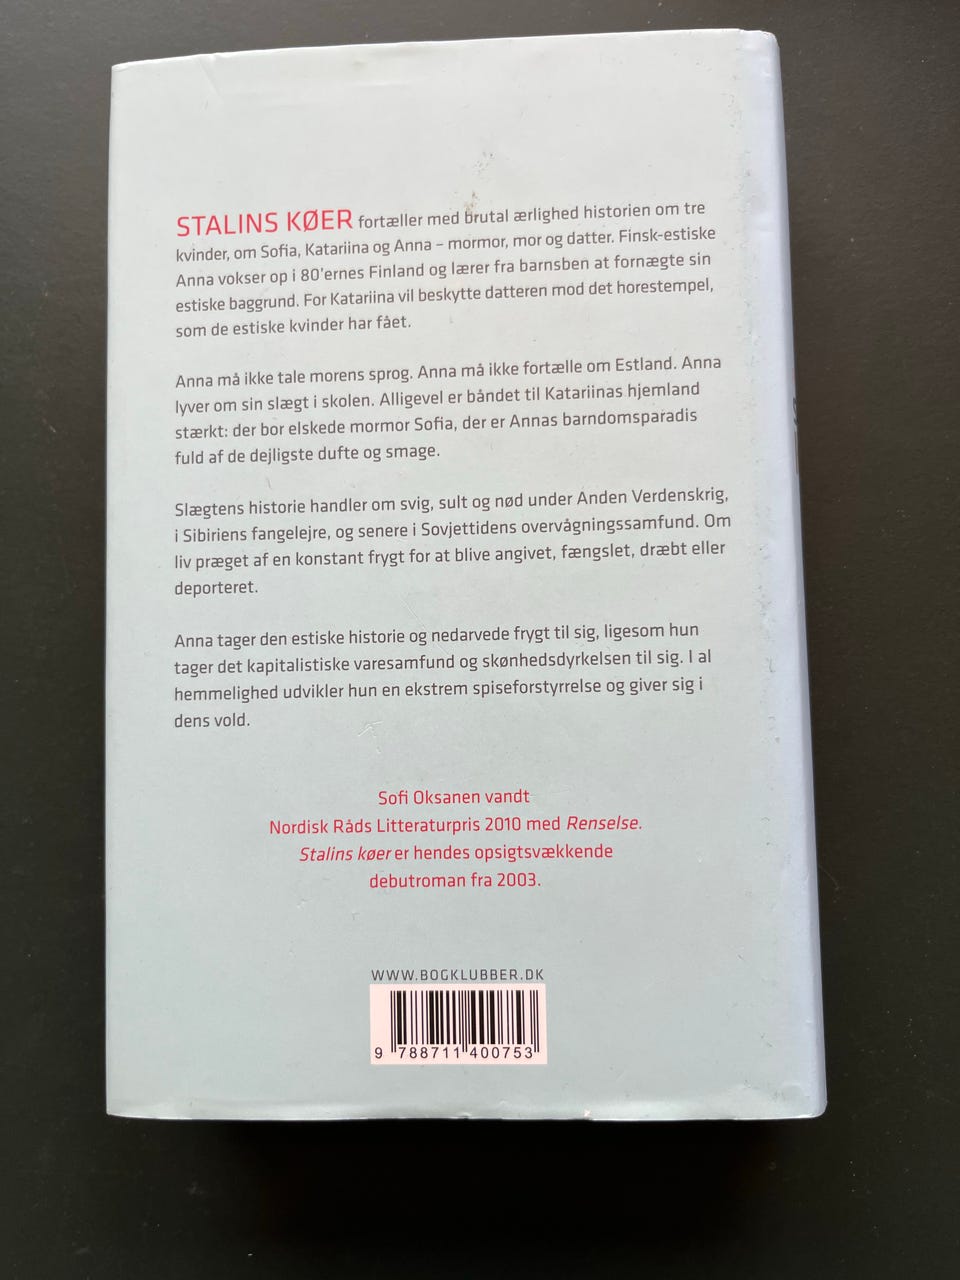 STALINS KØER fortæller med brutal ærlighed historien om tre
kvinder, om Sofia, Katariina og Anna – mormor, mor og datter. Finsk-estiske
Anna vokser op i 80'ernes Finland og lærer fra barnsben at fornægte sin
estiske baggrund. For Katariina vil beskytte datteren mod det horestempel,
som de estiske kvinder har fået.
Anna må ikke tale morens sprog. Anna må ikke fortælle om Estland. Anna
lyver om sin slægt i skolen. Alligevel er båndet til Katariinas hjemland
stærkt: der bor elskede mormor Sofia, der er Annas barndomsparadis
fuld af de dejligste dufte og smage.
Slægtens historie handler om svig, sult og nød under Anden Verdenskrig,
i Sibiriens fangelejre, og senere i Sovjettidens overvågningssamfund. Om
liv præget af en konstant frygt for at blive angivet, fængslet, dræbt eller
deporteret.
Anna tager den estiske historie og nedarvede frygt til sig, ligesom hun
tager det kapitalistiske varesamfund og skønhedsdyrkelsen til sig. I al
hemmelighed udvikler hun en ekstrem spiseforstyrrelse og giver sig i
dens vold.
Sofi Oksanen vandt
Nordisk Råds Litteraturpris 2010 med Renselse.
Stalins køer er hendes opsigtsvækkende
debutroman fra 2003.
WWW.BOGKLUBBER.DK
9 788711 400753